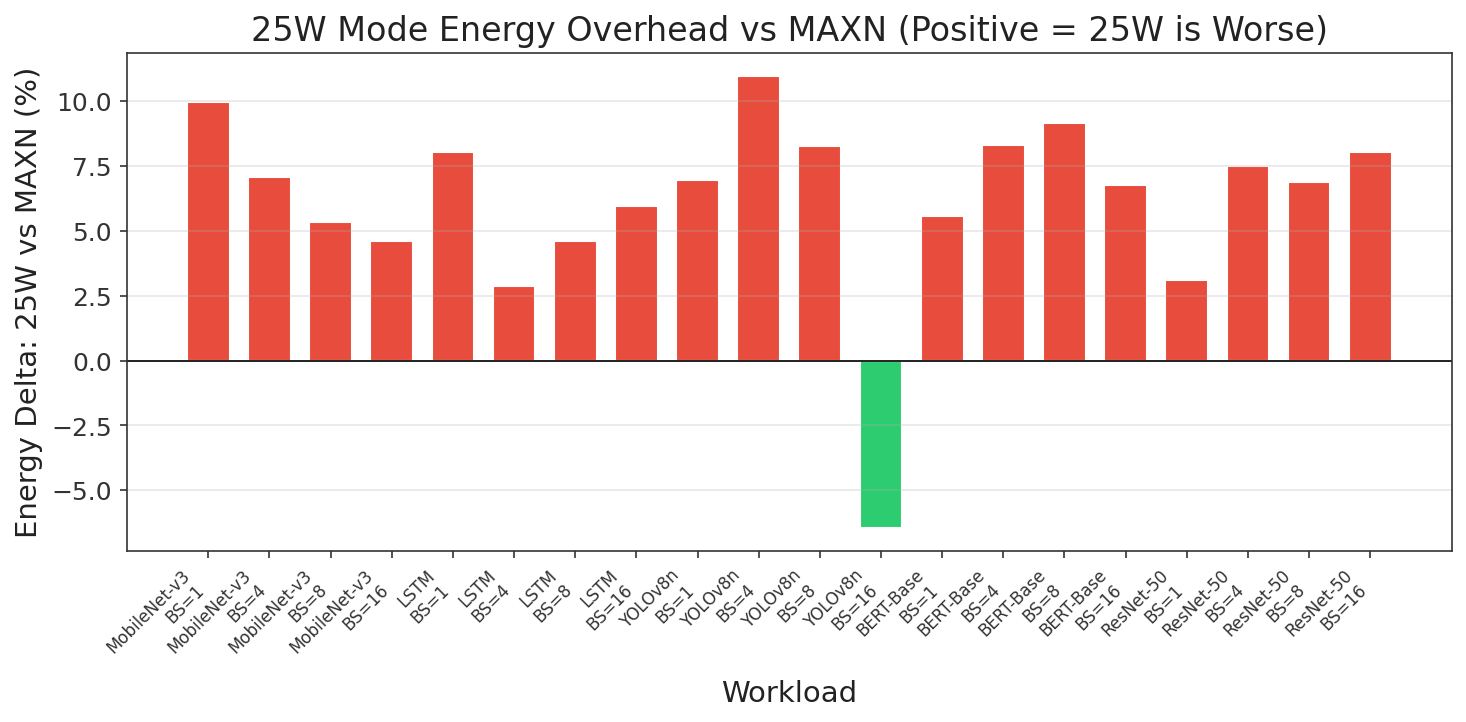 25W Mode Energy Overhead vs MAXN (Positive = 25W is Worse)
Energy Delta: 25W vs MAXN (%)
10.0
7.5
5.0
2.5
0.0
−2.5
−5.0
MobileNet-v3
BS=1
MobileNet-v3
BS=4
MobileNet-v3
BS=8
MobileNet-v3
BS=16
LSTM
BS=1
LSTM
BS=4
LSTM
BS=8
LSTM
BS=16
YOLOv8n
BS=1
YOLOv8n
BS=4
YOLOv8n
BS=8
YOLOv8n
BS=16
BERT-Base
BS=1
BERT-Base
BS=4
BERT-Base
BS=8
BERT-Base
BS=16
ResNet-50
BS=1
ResNet-50
BS=4
ResNet-50
BS=8
ResNet-50
BS=16
Workload